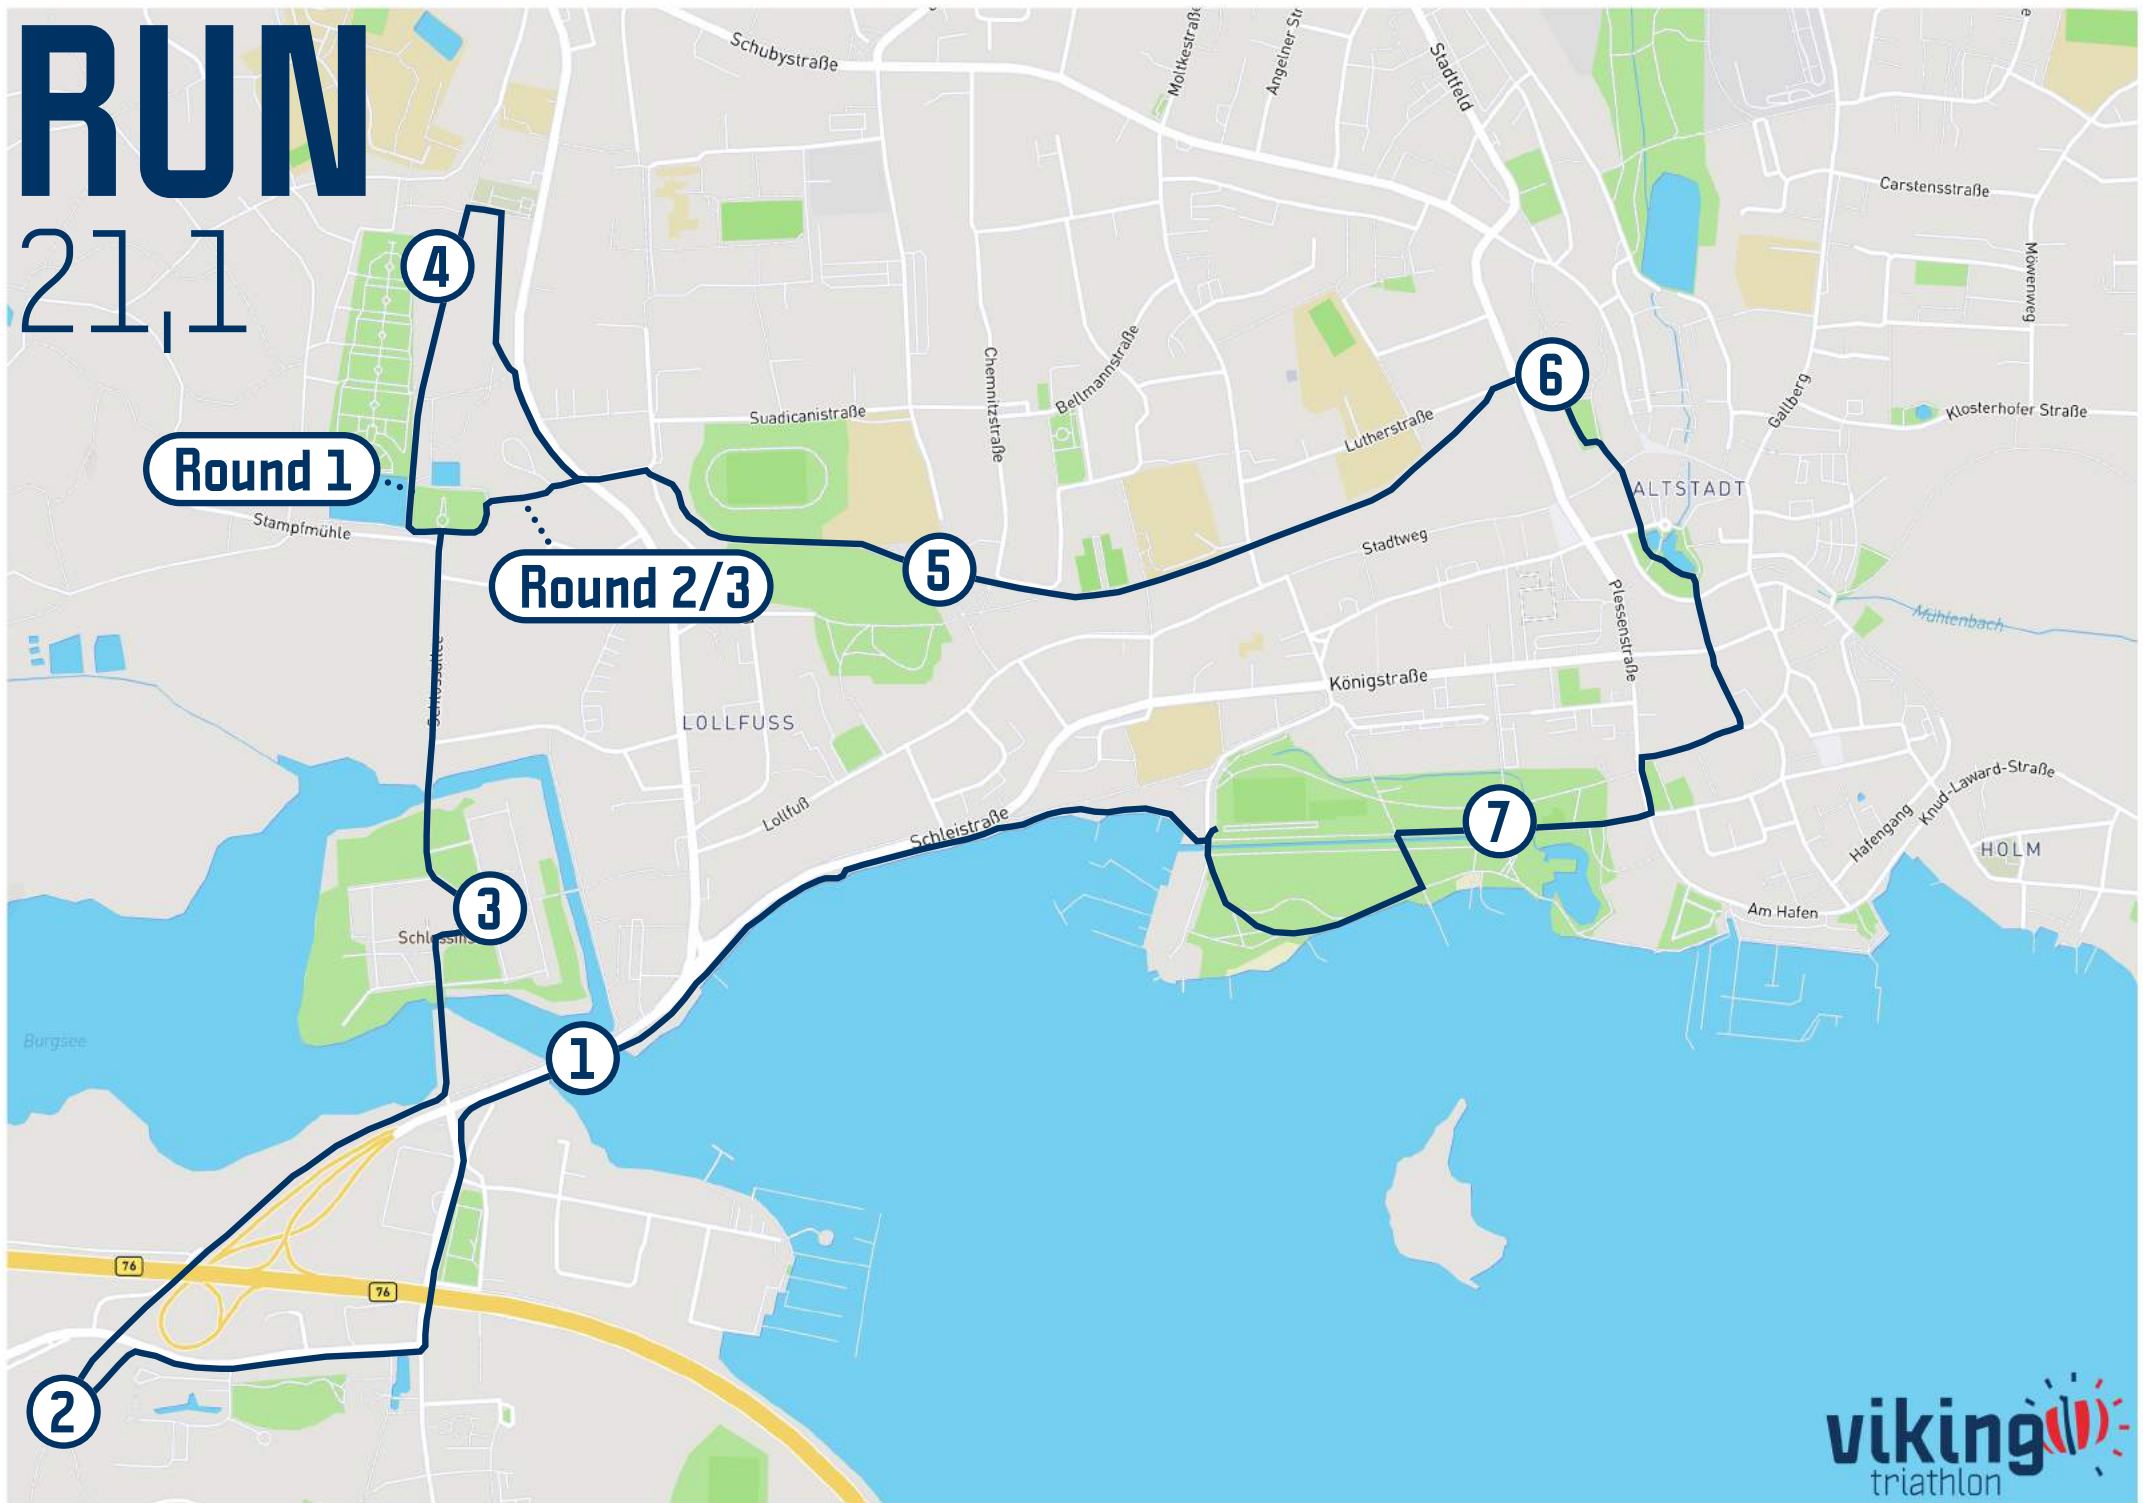 RUN
21,1
Schubystraße
Moltkestraße
Stadtfeld
Carstensstraße
Möwenweg
4
Chemnitzstraße
Bellmannstraße
6
Gallberg
Suadicanistraße
Lutherstraße
Klosterhofer Straße
Round 1
ALTSTADT
Stampfmühle
Stadtweg
5
Round 2/3
Plessenstraße
Mühlenbach
Königstraße
LOLLFUSS
Knud-Laward-Straße
Lollfuß
Schleistraße
7
Hafengang
HOLM
3
Am Hafen
Burgsee
1
76
76
2
viking
triathlon